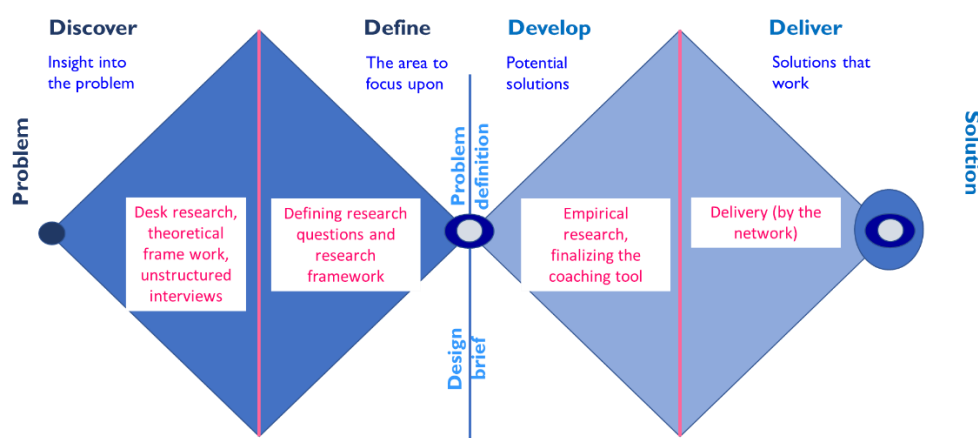 Discover
Define
Develop
Deliver
Insight into
the problem
The area to
focus upon
Potential
solutions
Solutions that
work
Problem
Problem
definition
Solution
Desk research,
theoretical
frame work,
unstructured
interviews
Defining research
questions and
research
framework
Empirical
research,
finalizing the
coaching tool
Delivery (by the
network)
Design
brief